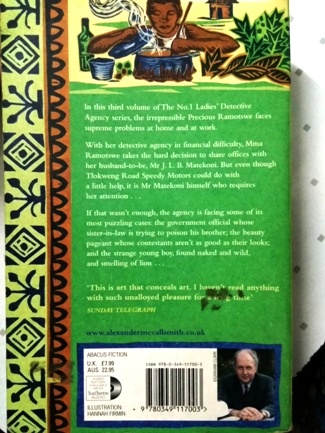 In this third volume of The No.1 Ladies' Detective
Agency series, the irrepressible Precious Ramotswe faces
supreme problems at home and at work.
With her detective agency in financial difficulty, Mma
Ramotswe takes the hard decision to share offices with
her husband-to-be, Mr J. L. B. Matekoni. But even though
Tlokweng Road Speedy Motors could do with
a little help, it is Mr Matekoni himself who requires
her attention . . .
If that wasn't enough, the agency is facing some of its
most puzzling cases: the government official whose
sister-in-law is trying to poison his brother; the beauty
pageant whose contestants aren't as good as their looks;
and the strange young boy, found naked and wild,
and smelling of lion . . .
'This is art that conceals art. I haven't read anything
with such unalloyed pleasure for a long time'
SUNDAY TELEGRAPH
www.alexandermccallsmith.co.uk
ABACUS FICTION
U.K. £7.99
AUS. 22.95
hachette
ILLUSTRATION:
HANNAH FIRMIN
ISBN 978-0-349-11700-3
9 780349 117003